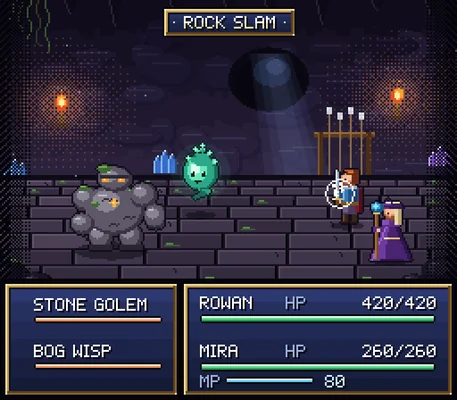 · ROCK SLAM ·
STONE GOLEM
BOG WISP
ROWAN HP 420/420
MIRA HP 260/260
MP 80